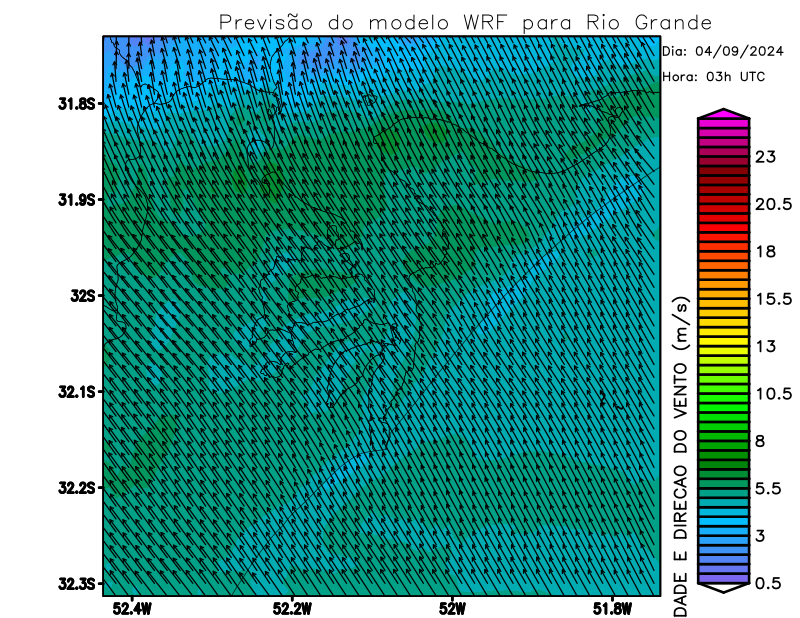 Previsão do modelo WRF para Rio Grande
Dia: 04/09/2024
Hora: 03h UTC
31.8S
31.9S
32S
32.1S
32.2S
32.3S
52.4W
52.2W
52W
51.8W
23
20.5
18
15.5
13
10.5
8
5.5
3
0.5
DADE E DIRECAO DO VENTO (m/s)